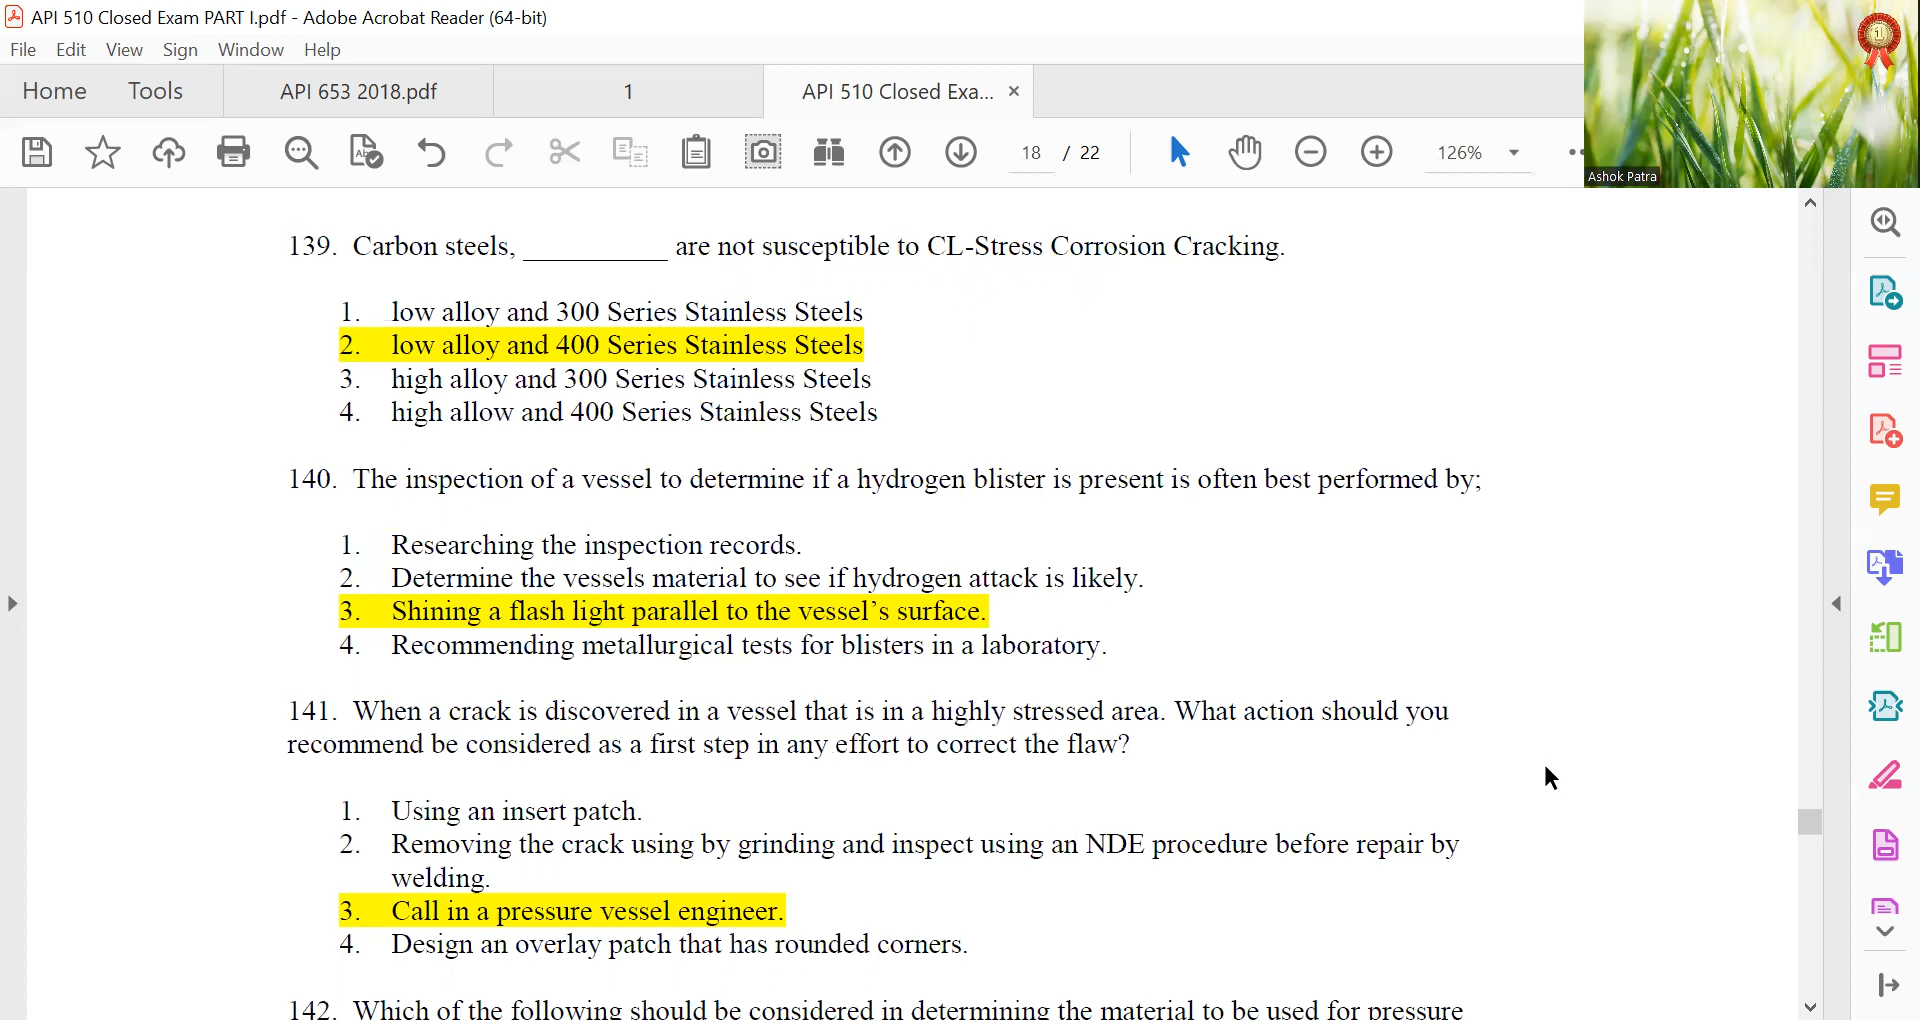 API 510 Closed Exam PART I.pdf - Adobe Acrobat Reader (64-bit)
File Edit View Sign Window Help
Home Tools API 653 2018.pdf 1 API 510 Closed Exa... ×
18 / 22 126%
Ashok Patra
139. Carbon steels, __________ are not susceptible to CL-Stress Corrosion Cracking.
1. low alloy and 300 Series Stainless Steels
2. low alloy and 400 Series Stainless Steels
3. high alloy and 300 Series Stainless Steels
4. high allow and 400 Series Stainless Steels
140. The inspection of a vessel to determine if a hydrogen blister is present is often best performed by;
1. Researching the inspection records.
2. Determine the vessels material to see if hydrogen attack is likely.
3. Shining a flash light parallel to the vessel’s surface.
4. Recommending metallurgical tests for blisters in a laboratory.
141. When a crack is discovered in a vessel that is in a highly stressed area. What action should you
recommend be considered as a first step in any effort to correct the flaw?
1. Using an insert patch.
2. Removing the crack using by grinding and inspect using an NDE procedure before repair by
welding.
3. Call in a pressure vessel engineer.
4. Design an overlay patch that has rounded corners.
142. Which of the following should be considered in determining the material to be used for pressure